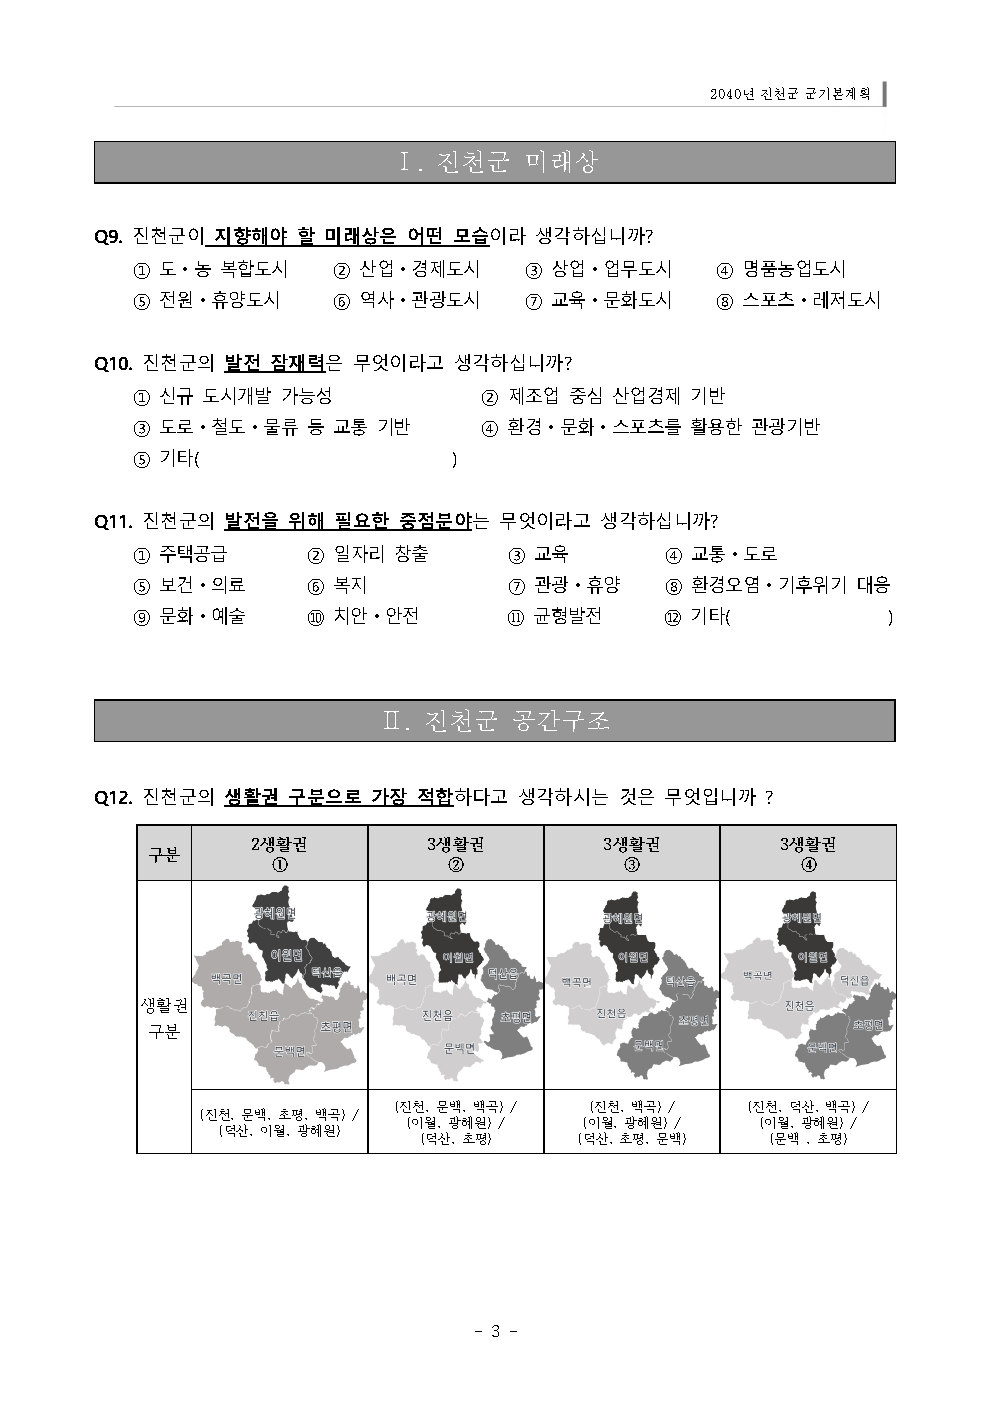 2040년 진천군 군기본계획
Ⅰ. 진천군 미래상
Q9. 진천군이 지향해야 할 미래상은 어떤 모습이라 생각하십니까?
① 도・농 복합도시 ② 산업・경제도시 ③ 상업・업무도시 ④ 명품농업도시
⑤ 전원・휴양도시 ⑥ 역사・관광도시 ⑦ 교육・문화도시 ⑧ 스포츠・레저도시
Q10. 진천군의 발전 잠재력은 무엇이라고 생각하십니까?
① 신규 도시개발 가능성 ② 제조업 중심 산업경제 기반
③ 도로・철도・물류 등 교통 기반 ④ 환경・문화・스포츠를 활용한 관광기반
⑤ 기타( )
Q11. 진천군의 발전을 위해 필요한 중점분야는 무엇이라고 생각하십니까?
① 주택공급 ② 일자리 창출 ③ 교육 ④ 교통・도로
⑤ 보건・의료 ⑥ 복지 ⑦ 관광・휴양 ⑧ 환경오염・기후위기 대응
⑨ 문화・예술 ⑩ 치안・안전 ⑪ 균형발전 ⑫ 기타( )
Ⅱ. 진천군 공간구조
Q12. 진천군의 생활권 구분으로 가장 적합하다고 생각하시는 것은 무엇입니까 ?
구분 2생활권 3생활권 3생활권 3생활권
① ② ③ ④
생활권
구분
광혜원면 광혜원면 광혜원면 광혜원면
이월면 이월면 이월면 이월면
백곡면 덕산읍 백곡면 덕산읍 백곡면 덕산읍 백곡면 덕산읍
진천읍 초평면 진천읍 초평면 진천읍 초평면 진천읍 초평면
문백면 문백면 문백면 문백면
(진천, 문백, 초평, 백곡) /
(덕산, 이월, 광혜원)
(진천, 문백, 백곡) /
(이월, 광혜원) /
(덕산, 초평)
(진천, 백곡) /
(이월, 광혜원) /
(덕산, 초평, 문백)
(진천, 덕산, 백곡) /
(이월, 광혜원) /
(문백 , 초평)
- 3 -